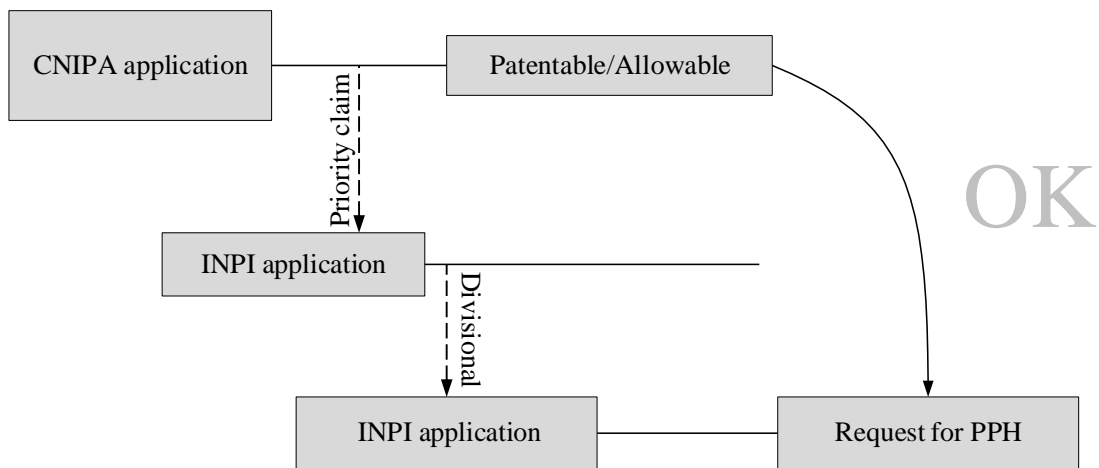 CNIPA application
Patentable/Allowable
Priority claim
OK
INPI application
Divisional
INPI application
Request for PPH